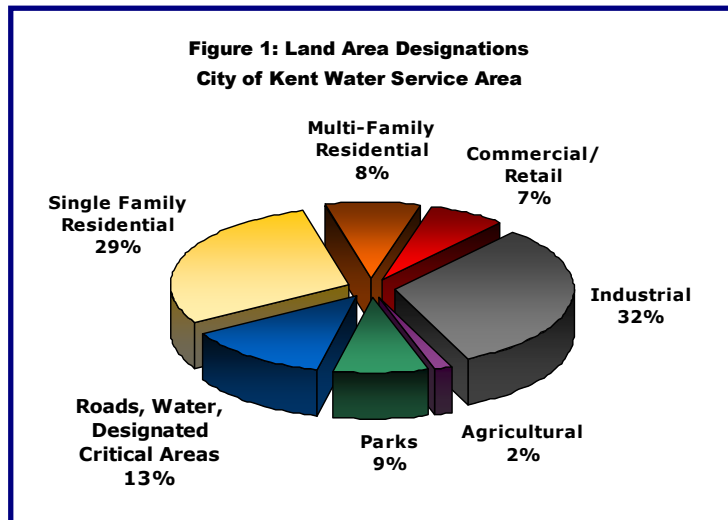 Figure 1: Land Area Designations
City of Kent Water Service Area
Multi-Family
Residential
8%
Commercial/
Retail
7%
Single Family
Residential
29%
Industrial
32%
Roads, Water,
Designated
Critical Areas
13%
Parks
9%
Agricultural
2%